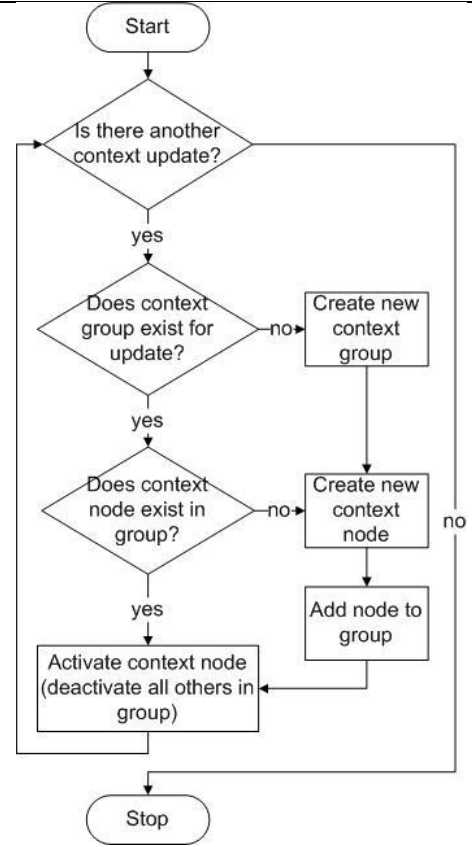 Start
Is there another
context update?
yes
Does context
group exist for
update?
no
Create new
context
group
yes
Does context
node exist in
group?
no
Create new
context
node
no
yes
Add node to
group
Activate context node
(deactivate all others in
group)
Stop